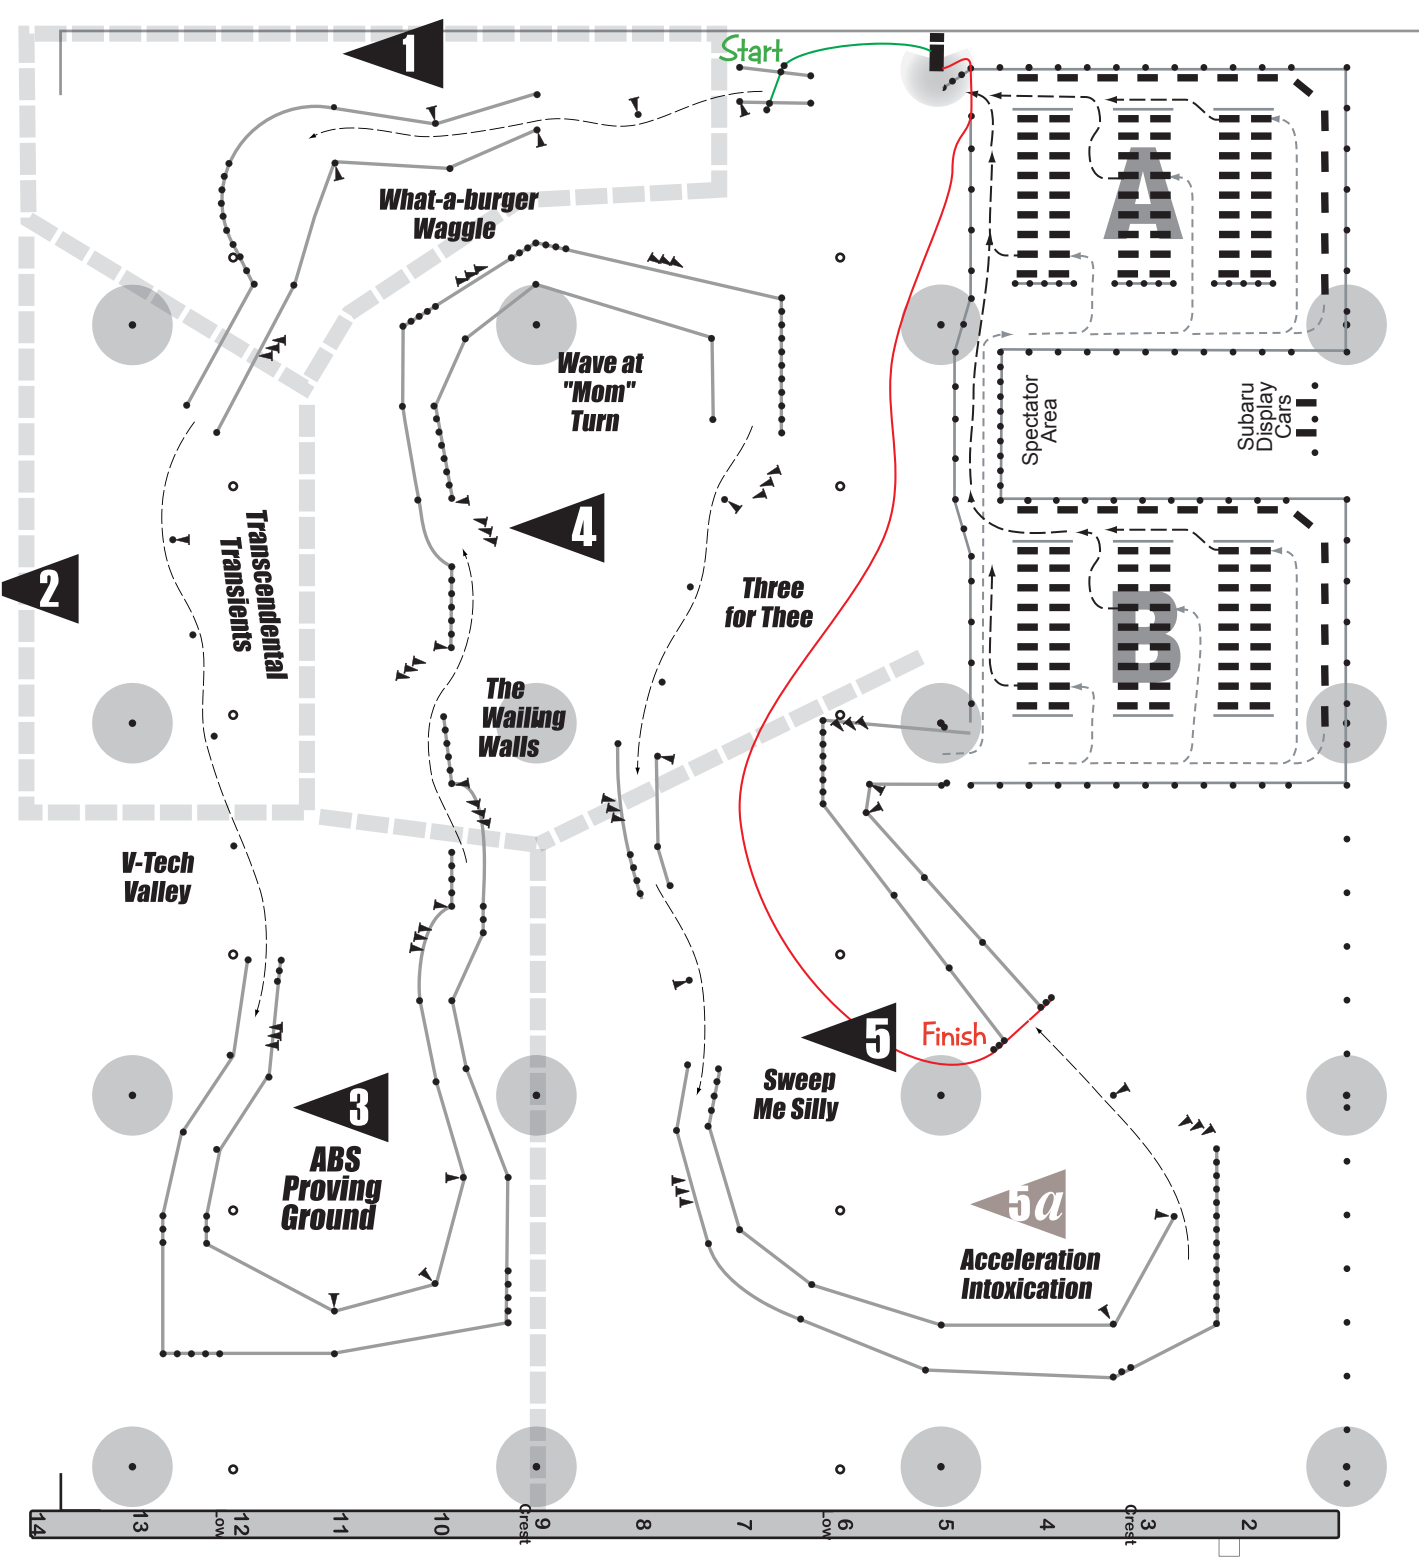 1
Start
What-a-burger
Waggle
A
Wave at
"Mom"
Turn
Spectator
Area
Subaru
Display
Cars
4
2
Transcendental
Transients
Three
for Thee
B
The
Wailing
Walls
V-Tech
Valley
5
Finish
Sweep
Me Silly
3
ABS
Proving
Ground
5a
Acceleration
Intoxication
14
13
Low
12
11
10
Crest
9
8
7
Low
6
5
4
Crest
3
2